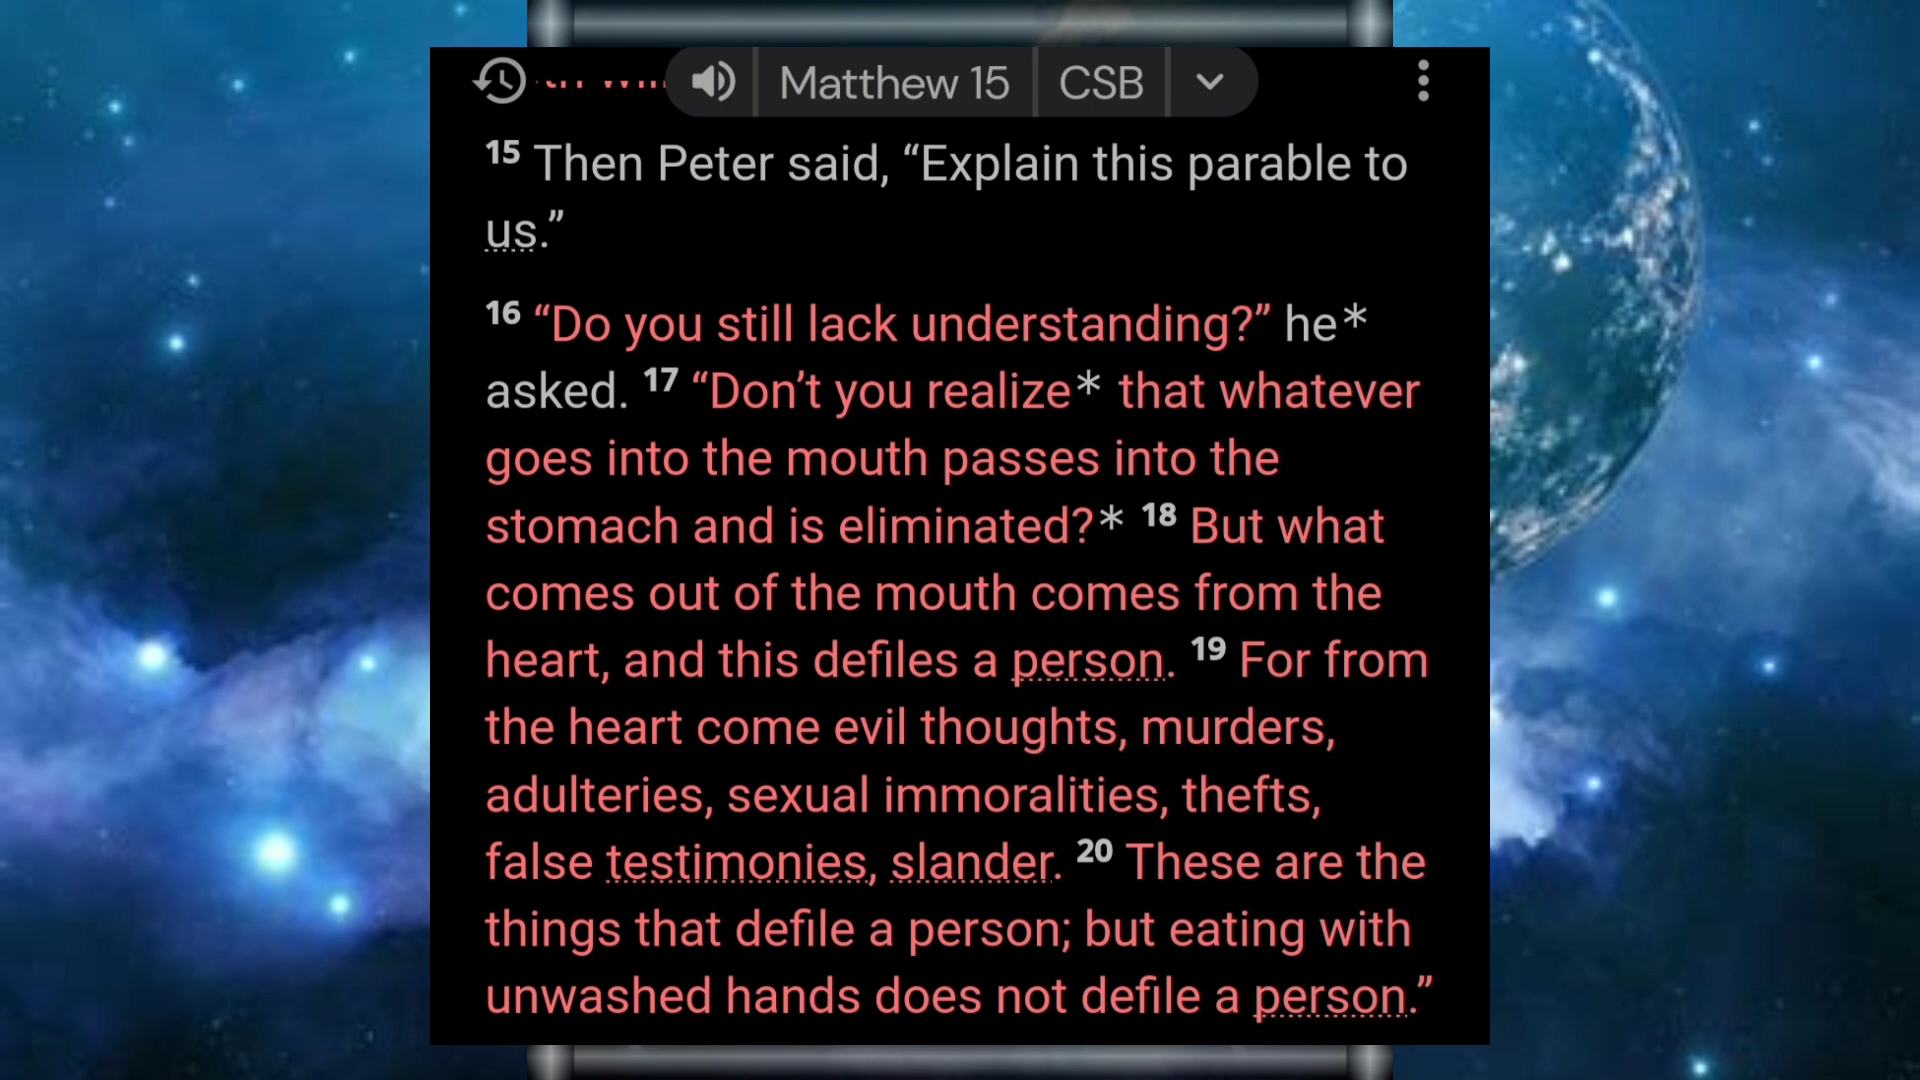 Matthew 15 CSB
15 Then Peter said, “Explain this parable to
us.”
16 “Do you still lack understanding?” he*
asked. 17 “Don’t you realize* that whatever
goes into the mouth passes into the
stomach and is eliminated?* 18 But what
comes out of the mouth comes from the
heart, and this defiles a person. 19 For from
the heart come evil thoughts, murders,
adulteries, sexual immoralities, thefts,
false testimonies, slander. 20 These are the
things that defile a person; but eating with
unwashed hands does not defile a person.”